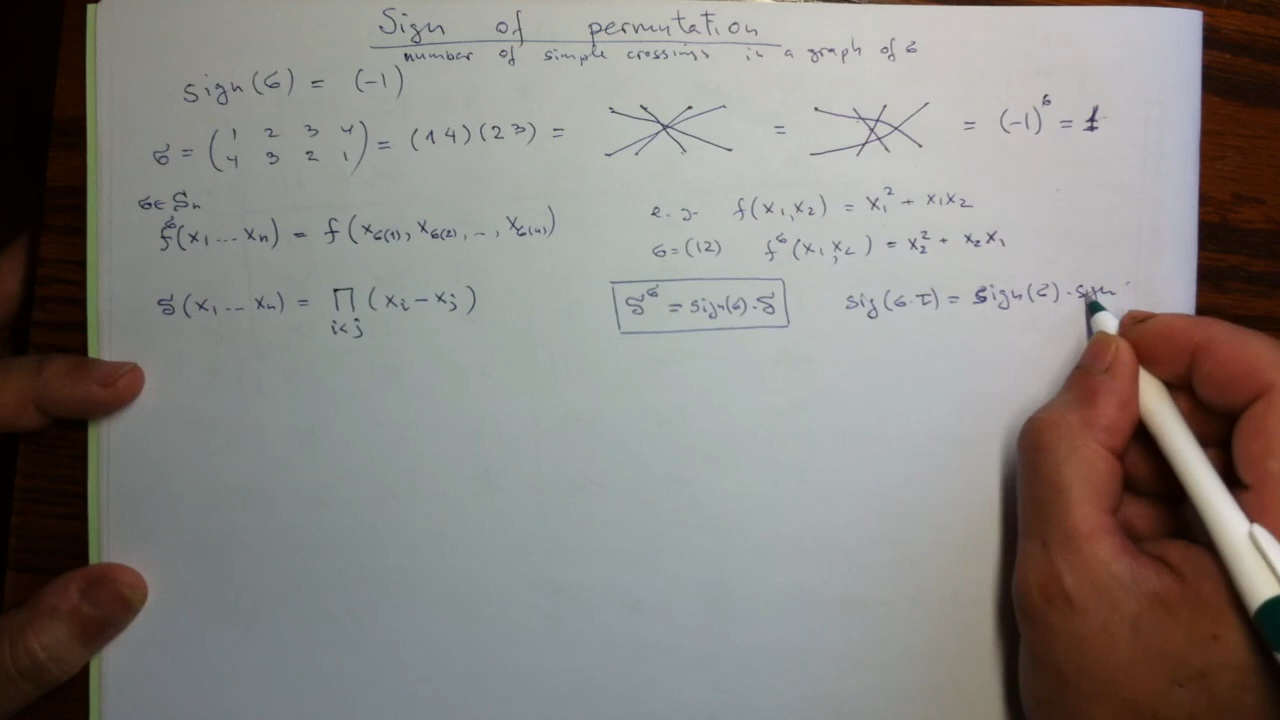 Sign of permutation
number of simple crossings in a graph of σ
sign(σ) = (-1)
σ = (1 2 3 4 / 4 3 2 1) = (1 4)(2 3) = = = (-1)^6 = 1
σ ∈ Sn
f^σ(x1 ... xn) = f(xσ(1), xσ(2), .., xσ(n)) e.g. f(x1,x2) = x1^2 + x1x2
σ=(12) f^σ(x1,x2) = x2^2 + x2x1
δ(x1 ... xn) = ∏ i<j (xi - xj) δ^σ = sign(σ)·δ sig(σ·τ) = sign(σ)·sign